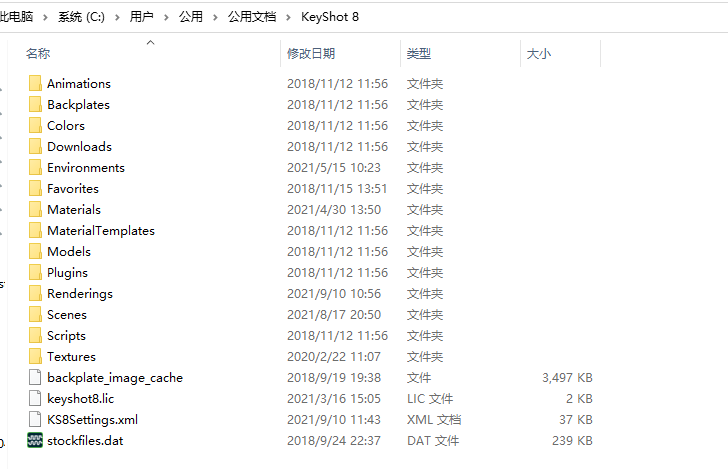 此电脑 > 系统 (C:) > 用户 > 公用 > 公用文档 > KeyShot 8
名称 修改日期 类型 大小
Animations 2018/11/12 11:56 文件夹
Backplates 2018/11/12 11:56 文件夹
Colors 2018/11/12 11:56 文件夹
Downloads 2018/11/12 11:56 文件夹
Environments 2021/5/15 10:23 文件夹
Favorites 2018/11/15 13:51 文件夹
Materials 2021/4/30 13:50 文件夹
MaterialTemplates 2018/11/12 11:56 文件夹
Models 2018/11/12 11:56 文件夹
Plugins 2018/11/12 11:56 文件夹
Renderings 2021/9/10 10:56 文件夹
Scenes 2021/8/17 20:50 文件夹
Scripts 2018/11/12 11:56 文件夹
Textures 2020/2/22 11:07 文件夹
backplate_image_cache 2018/9/19 19:38 文件 3,497 KB
keyshot8.lic 2021/3/16 15:05 LIC 文件 2 KB
KS8Settings.xml 2021/9/10 11:43 XML 文档 37 KB
stockfiles.dat 2018/9/24 22:37 DAT 文件 239 KB